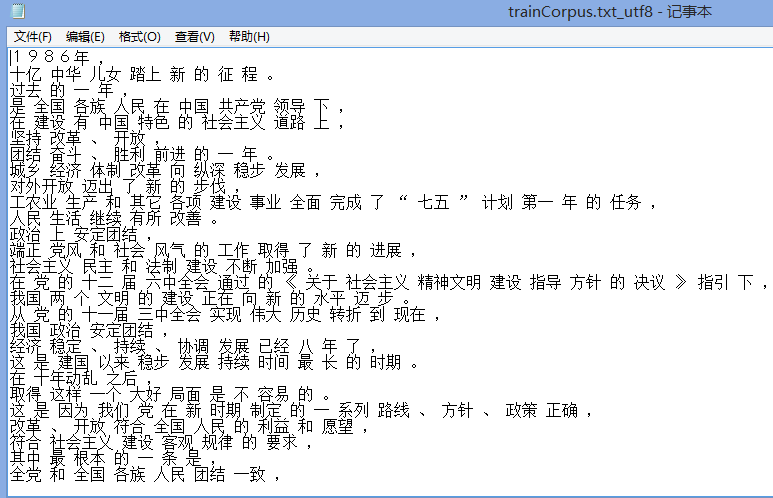 trainCorpus.txt_utf8 - 记事本
文件(F) 编辑(E) 格式(O) 查看(V) 帮助(H)
１９８６年 ，
十亿 中华 儿女 踏上 新 的 征 程 。
过去 的 一 年 ，
是 全国 各族 人民 在 中国 共产党 领导 下 ，
在 建设 有 中国 特色 的 社会主义 道路 上 ，
坚持 改革 、 开放 ，
团结 奋斗 、 胜利 前进 的 一 年 。
城乡 经济 体制 改革 向 纵深 稳步 发展 ，
对外开放 迈出 了 新 的 步伐 ，
工农业 生产 和 其它 各项 建设 事业 全面 完成 了 “ 七五 ” 计划 第一 年 的 任务 ，
人民 生活 继续 有所 改善 。
政治 上 安定团结 ，
端正 党风 和 社会 风气 的 工作 取得 了 新 的 进展 ，
社会主义 民主 和 法制 建设 不断 加强 。
在 党 的 十二 届 六中全会 通过 的 《 关于 社会主义 精神文明 建设 指导 方针 的 决议 》 指引 下 ，
我国 两 个 文明 的 建设 正在 向 新 的 水平 迈 步 。
从 党 的 十一届 三中全会 实现 伟大 历史 转折 到 现在 ，
我国 政治 安定团结 ，
经济 稳定 、 持续 、 协调 发展 已经 八 年 了 ，
这 是 建国 以来 稳步 发展 持续 时间 最 长 的 时期 。
在 十年动乱 之后 ，
取得 这样 一个 大好 局面 是 不 容易 的 。
这 是 因为 我们 党 在 新 时期 制定 的 一 系列 路线 、 方针 、 政策 正确 ，
改革 、 开放 符合 全国 人民 的 利益 和 愿望 ，
符合 社会主义 建设 客观 规律 的 要求 ，
其中 最 根本 的 一 条 是 ，
全党 和 全国 各族 人民 团结 一致 ，